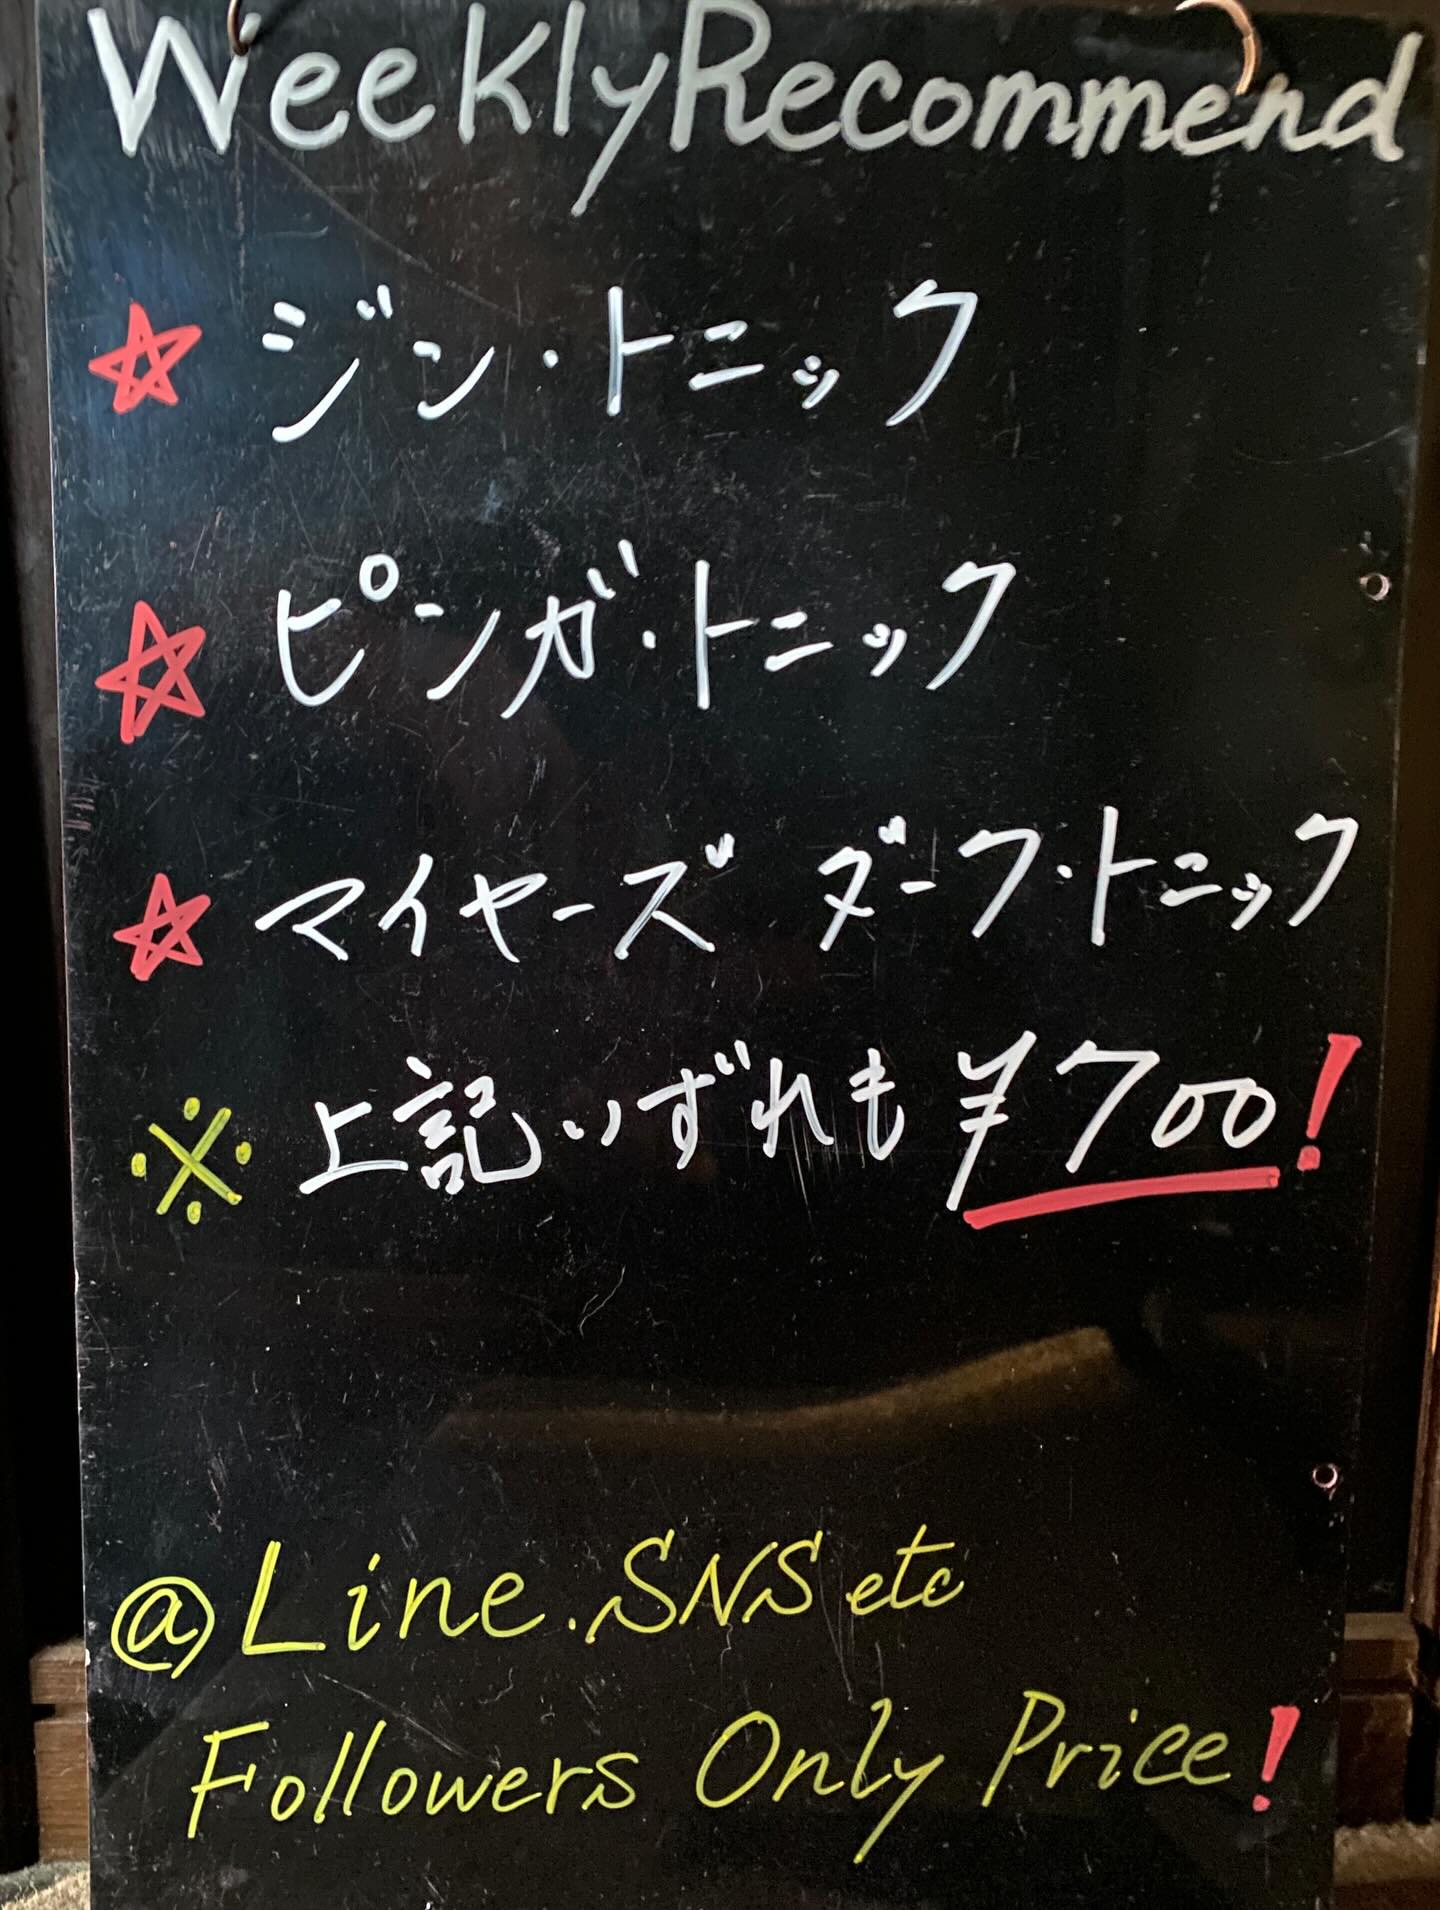 WeeklyRecommend
☆ ジン・トニック
☆ ピンガ・トニック
☆ マイヤーズ ダーク・トニック
※ 上記いずれも ¥700!
@Line.SNS etc
Followers Only Price!